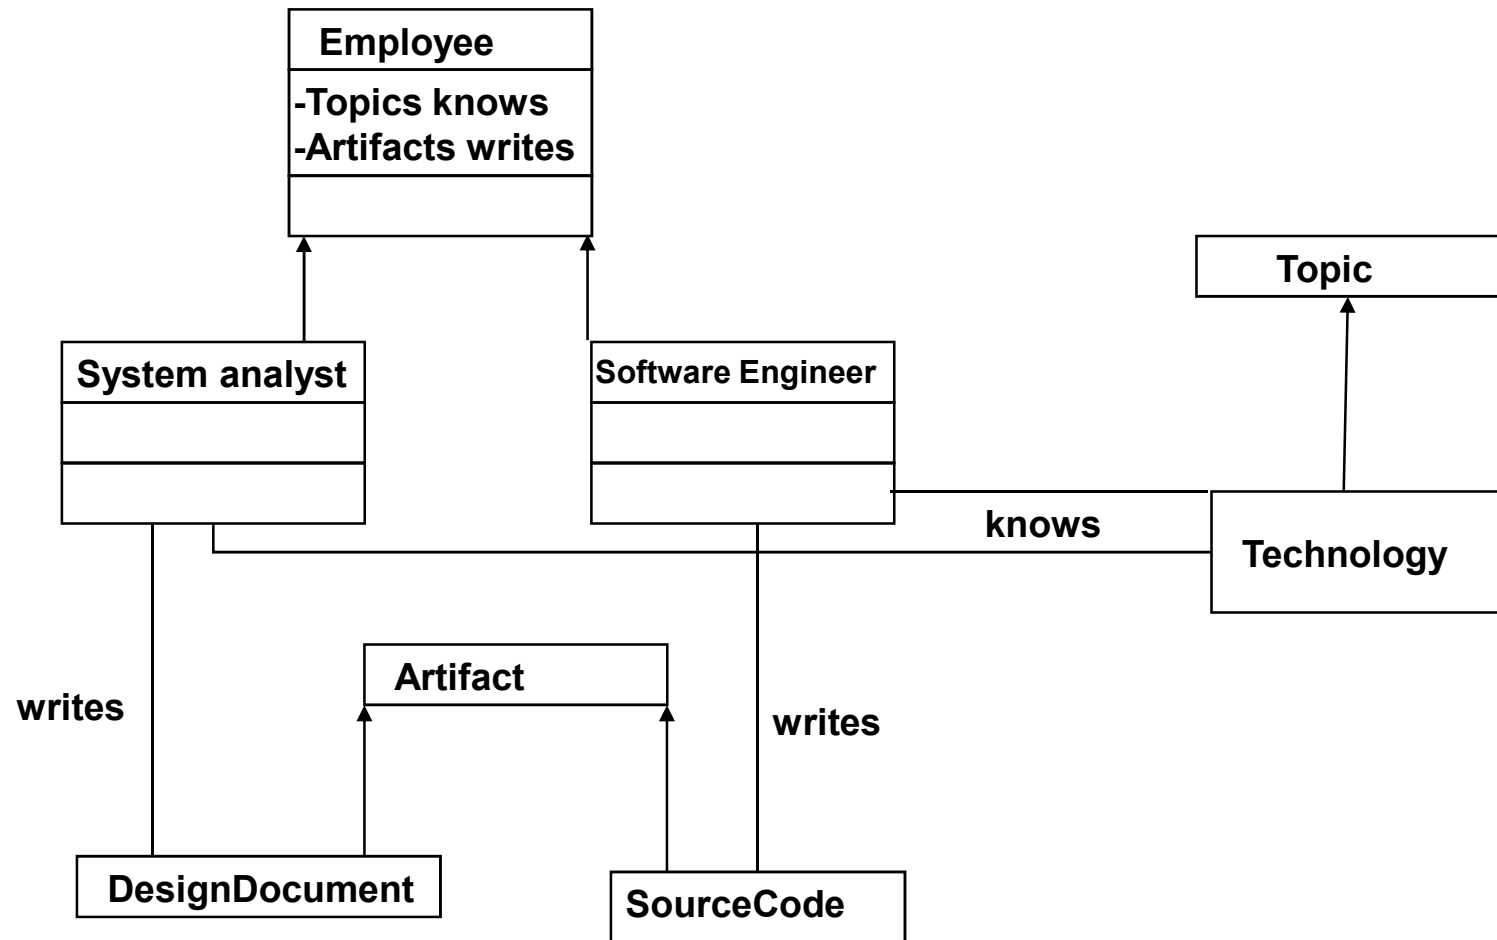 Employee
-Topics knows
-Artifacts writes
Topic
System analyst
Software Engineer
knows
Technology
Artifact
writes
writes
DesignDocument
SourceCode